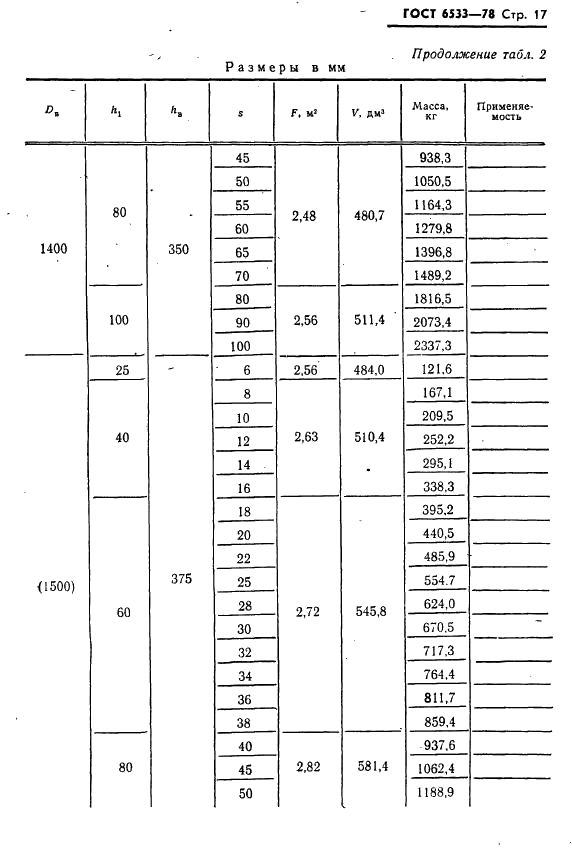 ГОСТ 6533—78 Стр. 17
Продолжение табл. 2
Размеры в мм
Dв h1 hв s F, м² V, дм³ Масса, кг Применяемость
45 938,3
50 1050,5
55 1164,3
80 2,48 480,7
60 1279,8
1400 350 65 1396,8
70 1489,2
80 1816,5
100 90 2,56 511,4 2073,4
100 2337,3
25 6 2,56 484,0 121,6
8 167,1
10 209,5
40 12 2,63 510,4 252,2
14 295,1
16 338,3
18 395,2
20 440,5
22 485,9
(1500) 375 25 554.7
60 28 2,72 545,8 624,0
30 670,5
32 717,3
34 764,4
36 811,7
38 859,4
40 937,6
80 45 2,82 581,4 1062,4
50 1188,9